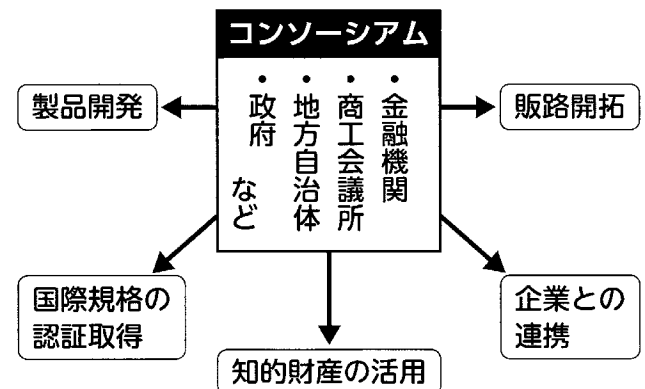 コンソーシアム
・金融機関
・商工会議所
・地方自治体
・政府
など
製品開発
販路開拓
国際規格の
認証取得
知的財産の活用
企業との
連携